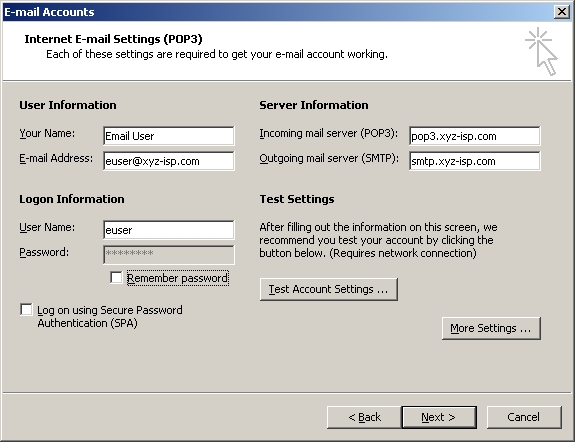 E-mail Accounts
Internet E-mail Settings (POP3)
Each of these settings are required to get your e-mail account working.
User Information
Your Name: Email User
E-mail Address: euser@xyz-isp.com
Server Information
Incoming mail server (POP3): pop3.xyz-isp.com
Outgoing mail server (SMTP): smtp.xyz-isp.com
Logon Information
User Name: euser
Password: ********
Remember password
Log on using Secure Password
Authentication (SPA)
Test Settings
After filling out the information on this screen, we
recommend you test your account by clicking the
button below. (Requires network connection)
Test Account Settings ...
More Settings ...
< Back
Next >
Cancel